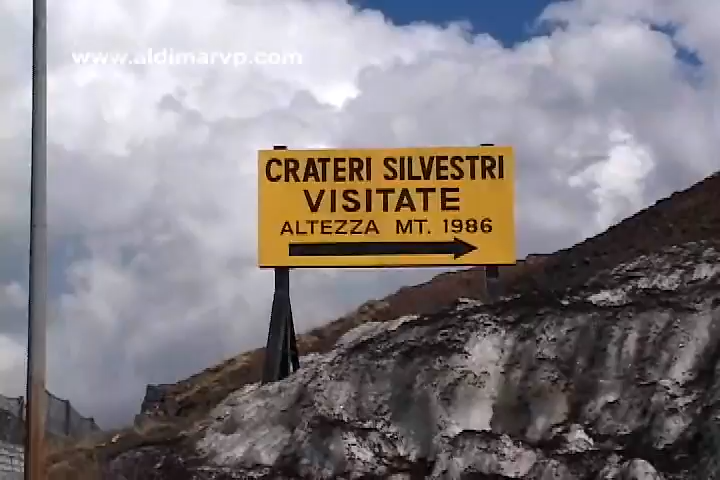 www.aldimarvp.com
CRATERI SILVESTRI
VISITATE
ALTEZZA MT. 1986